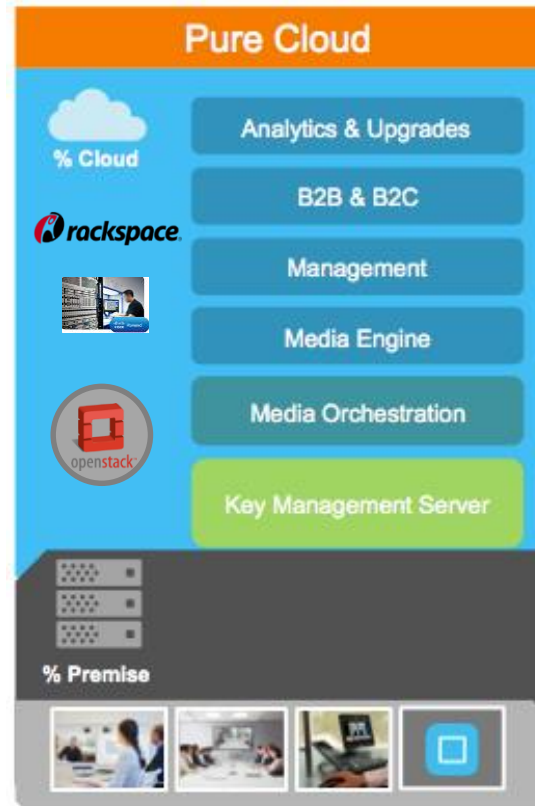 Pure Cloud
% Cloud
Analytics & Upgrades
B2B & B2C
rackspace.
Management
Media Engine
Media Orchestration
openstack
Key Management Server
% Premise